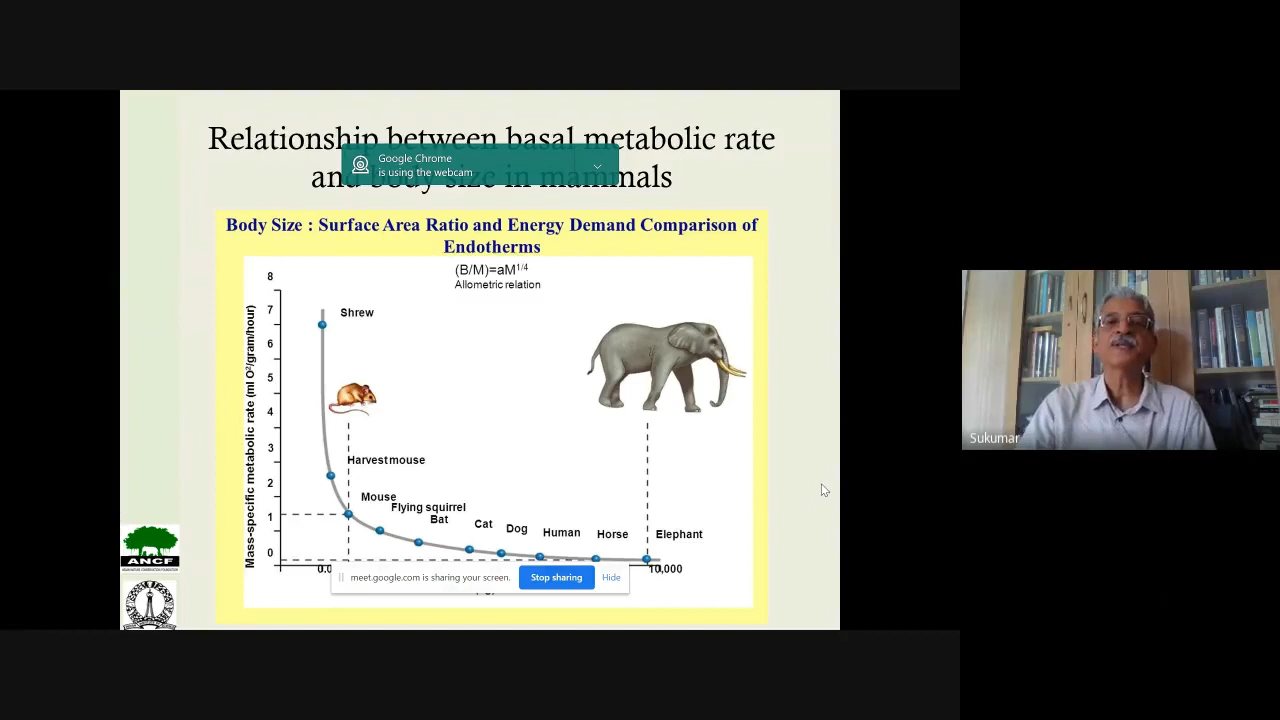 Relationship between basal metabolic rate
and body size in mammals
Google Chrome
is using the webcam
Body Size : Surface Area Ratio and Energy Demand Comparison of
Endotherms
(B/M)=aM1/4
Allometric relation
Mass-specific metabolic rate (ml O2/gram/hour)
8
7
6
5
4
3
2
1
0
Shrew
Harvest mouse
Mouse
Flying squirrel
Bat
Cat
Dog
Human
Horse
Elephant
10,000
meet.google.com is sharing your screen.
Stop sharing
Hide
ANCF
Sukumar